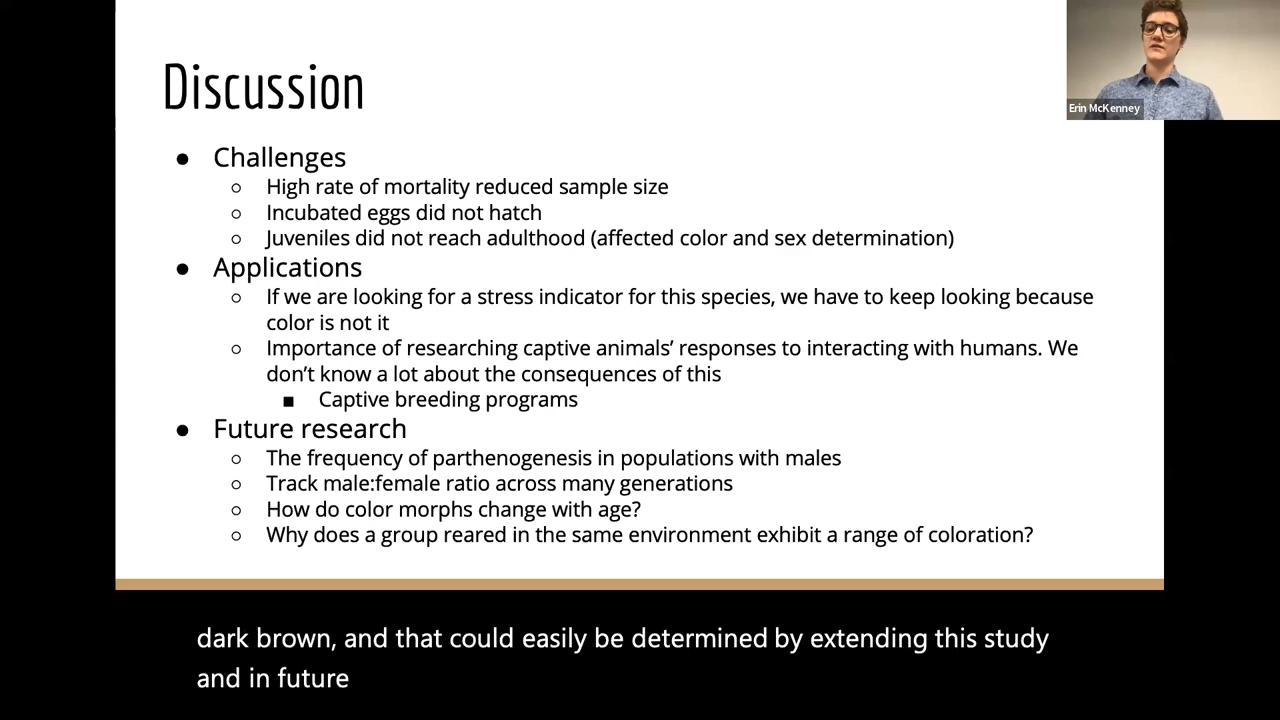 Discussion
Erin McKenney
● Challenges
○ High rate of mortality reduced sample size
○ Incubated eggs did not hatch
○ Juveniles did not reach adulthood (affected color and sex determination)
● Applications
○ If we are looking for a stress indicator for this species, we have to keep looking because
color is not it
○ Importance of researching captive animals’ responses to interacting with humans. We
don’t know a lot about the consequences of this
■ Captive breeding programs
● Future research
○ The frequency of parthenogenesis in populations with males
○ Track male:female ratio across many generations
○ How do color morphs change with age?
○ Why does a group reared in the same environment exhibit a range of coloration?
dark brown, and that could easily be determined by extending this study
and in future